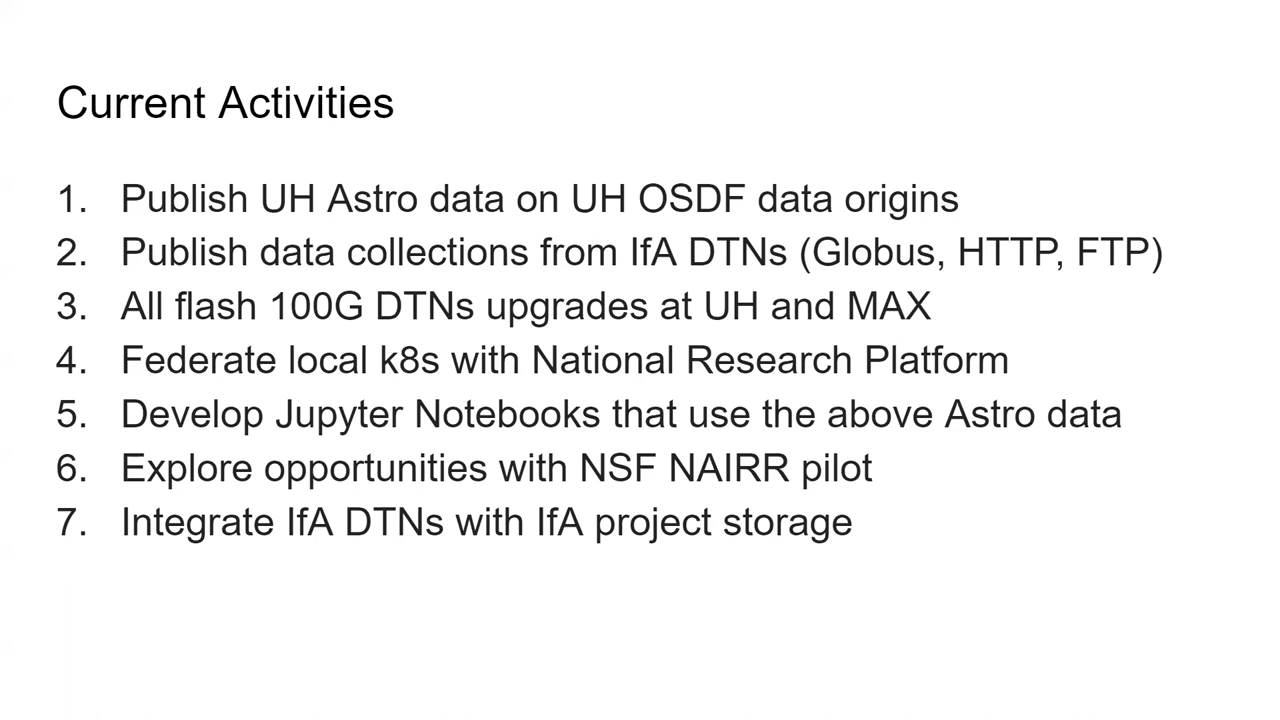 Current Activities
1. Publish UH Astro data on UH OSDF data origins
2. Publish data collections from IfA DTNs (Globus, HTTP, FTP)
3. All flash 100G DTNs upgrades at UH and MAX
4. Federate local k8s with National Research Platform
5. Develop Jupyter Notebooks that use the above Astro data
6. Explore opportunities with NSF NAIRR pilot
7. Integrate IfA DTNs with IfA project storage